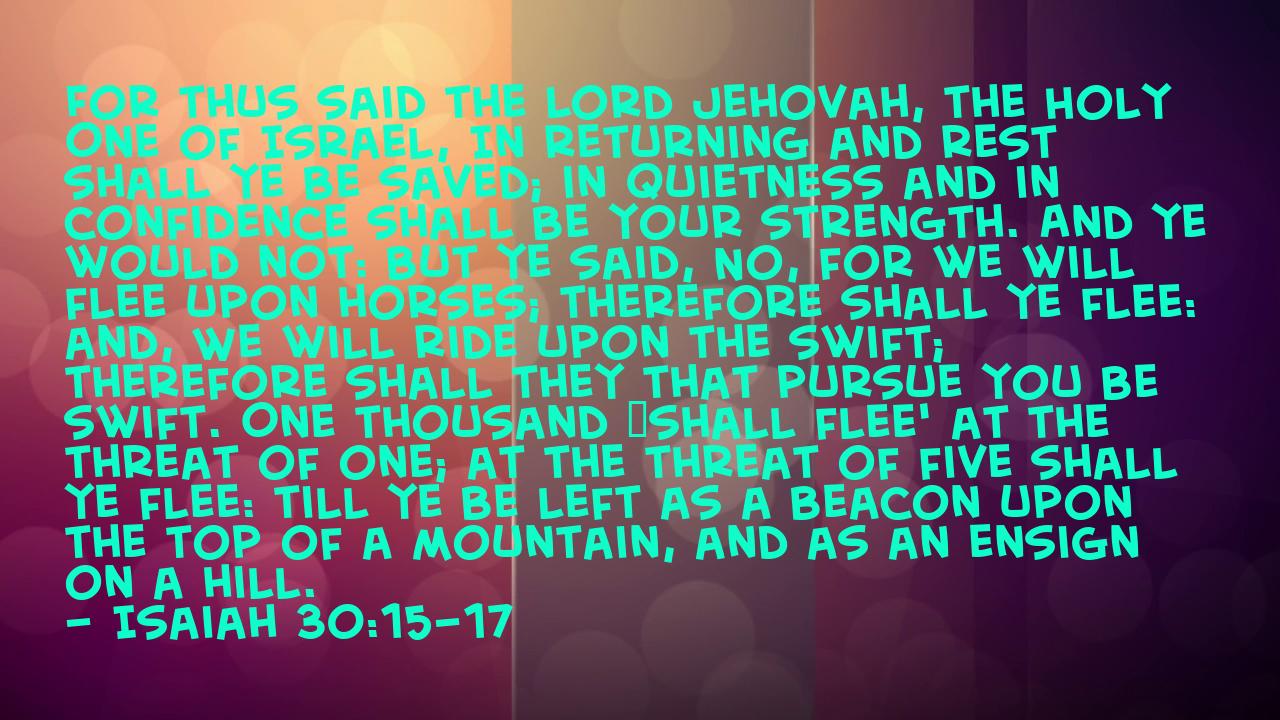 FOR THUS SAID THE LORD JEHOVAH, THE HOLY
ONE OF ISRAEL, IN RETURNING AND REST
SHALL YE BE SAVED; IN QUIETNESS AND IN
CONFIDENCE SHALL BE YOUR STRENGTH. AND YE
WOULD NOT: BUT YE SAID, NO, FOR WE WILL
FLEE UPON HORSES; THEREFORE SHALL YE FLEE:
AND, WE WILL RIDE UPON THE SWIFT;
THEREFORE SHALL THEY THAT PURSUE YOU BE
SWIFT. ONE THOUSAND ▯SHALL FLEE' AT THE
THREAT OF ONE; AT THE THREAT OF FIVE SHALL
YE FLEE: TILL YE BE LEFT AS A BEACON UPON
THE TOP OF A MOUNTAIN, AND AS AN ENSIGN
ON A HILL.
- ISAIAH 30:15-17